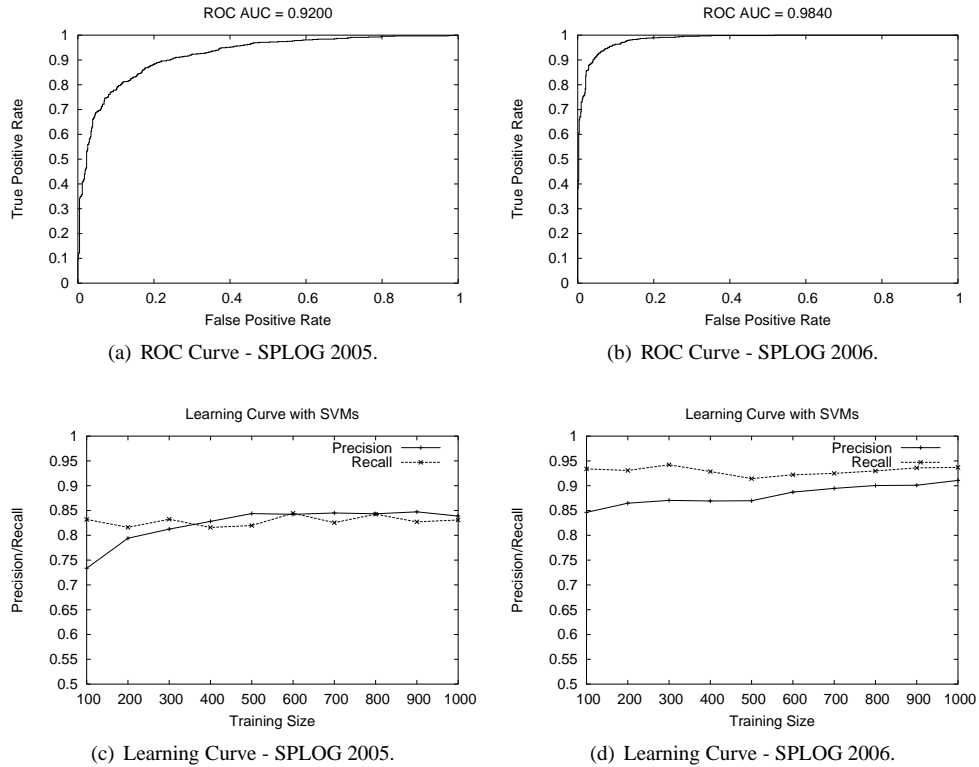 ROC AUC = 0.9200
True Positive Rate
1
0.9
0.8
0.7
0.6
0.5
0.4
0.3
0.2
0.1
0
0 0.2 0.4 0.6 0.8 1
False Positive Rate
(a) ROC Curve - SPLOG 2005.
ROC AUC = 0.9840
True Positive Rate
1
0.9
0.8
0.7
0.6
0.5
0.4
0.3
0.2
0.1
0
0 0.2 0.4 0.6 0.8 1
False Positive Rate
(b) ROC Curve - SPLOG 2006.
Learning Curve with SVMs
Precision/Recall
1
0.95
0.9
0.85
0.8
0.75
0.7
0.65
0.6
0.55
0.5
Precision
Recall
100 200 300 400 500 600 700 800 900 1000
Training Size
(c) Learning Curve - SPLOG 2005.
Learning Curve with SVMs
Precision/Recall
1
0.95
0.9
0.85
0.8
0.75
0.7
0.65
0.6
0.55
0.5
Precision
Recall
100 200 300 400 500 600 700 800 900 1000
Training Size
(d) Learning Curve - SPLOG 2006.